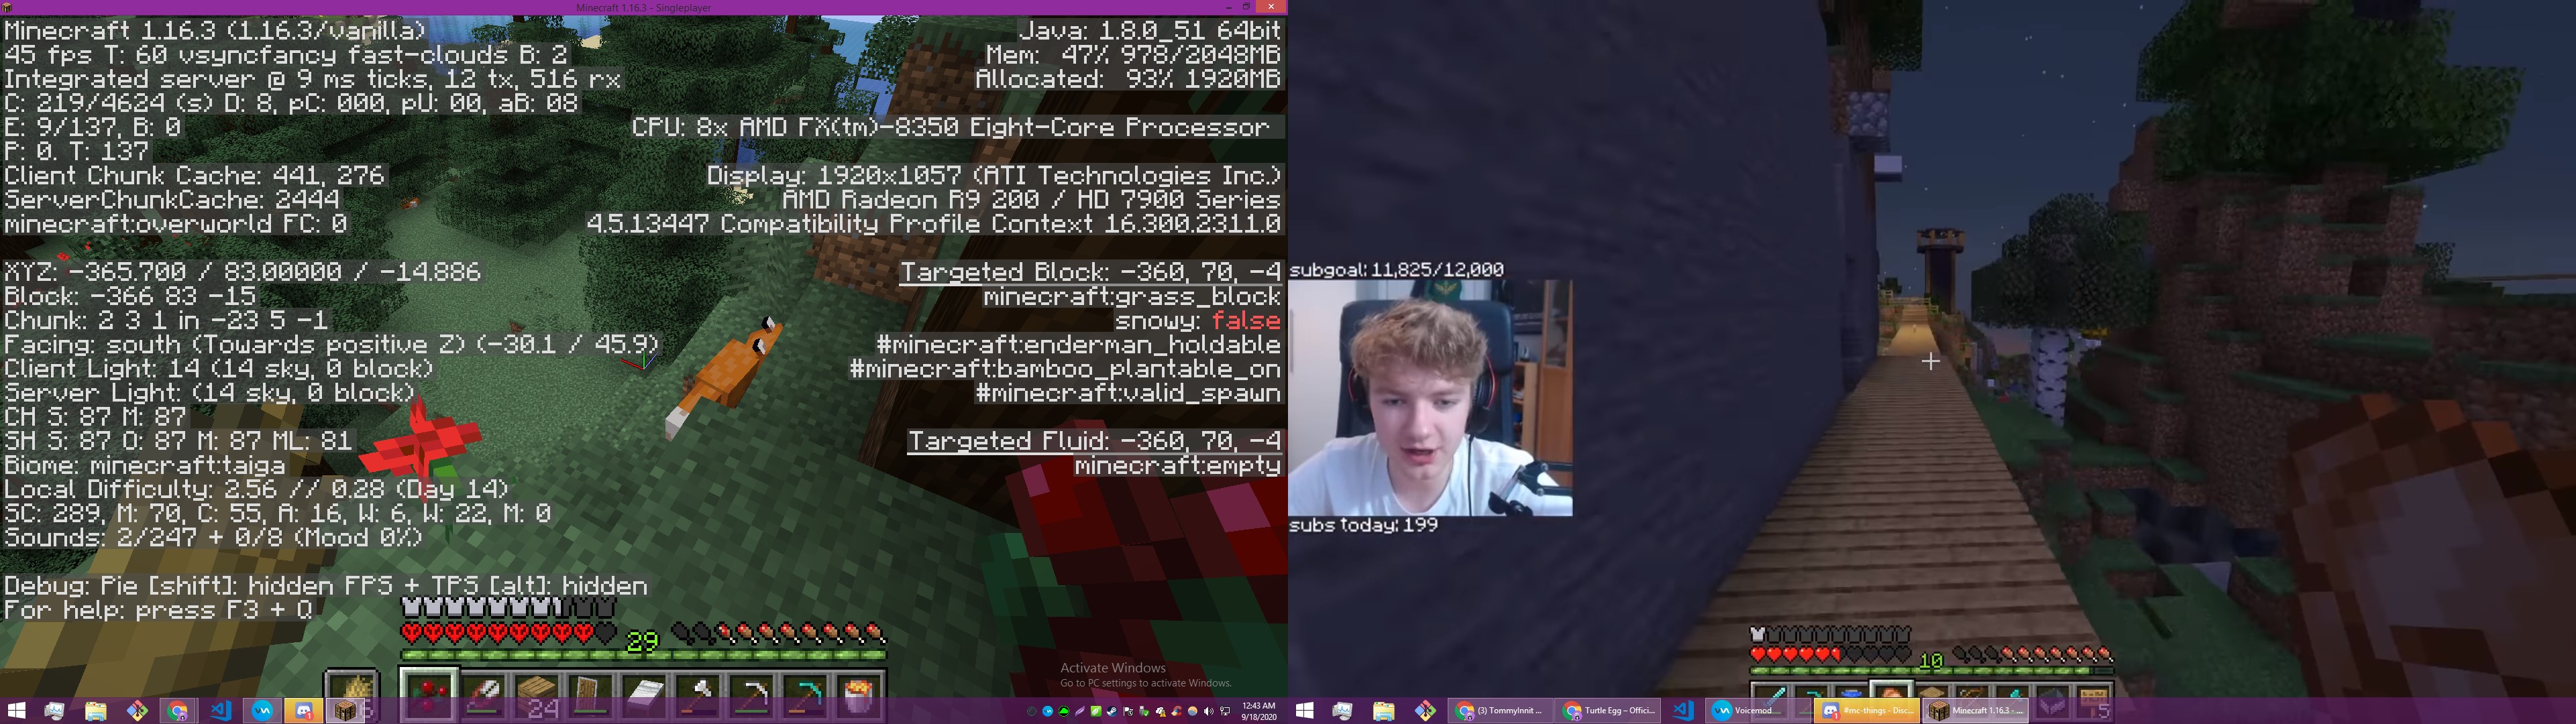 Minecraft 1.16.3 - Singleplayer
Minecraft 1.16.3 (1.16.3/vanilla)
45 fps T: 60 vsyncfancy fast-clouds B: 2
Integrated server @ 9 ms ticks, 12 tx, 516 rx
C: 219/4624 (s) D: 8, pC: 000, pU: 00, aB: 08
E: 9/137, B: 0
P: 0. T: 137
Client Chunk Cache: 441, 276
ServerChunkCache: 2444
minecraft:overworld FC: 0
XYZ: -365.700 / 83.00000 / -14.886
Block: -366 83 -15
Chunk: 2 3 1 in -23 5 -1
Facing: south (Towards positive Z) (-30.1 / 45.9)
Client Light: 14 (14 sky, 0 block)
Server Light: (14 sky, 0 block)
CH S: 87 M: 87
SH S: 87 O: 87 M: 87 ML: 81
Biome: minecraft:taiga
Local Difficulty: 2.56 // 0.28 (Day 14)
SC: 289, M: 70, C: 55, A: 16, W: 6, W: 22, M: 0
Sounds: 2/247 + 0/8 (Mood 0%)
Debug: Pie [shift]: hidden FPS + TPS [alt]: hidden
For help: press F3 + Q
Java: 1.8.0_51 64bit
Mem: 47% 978/2048MB
Allocated: 93% 1920MB
CPU: 8x AMD FX(tm)-8350 Eight-Core Processor
Display: 1920x1057 (ATI Technologies Inc.)
AMD Radeon R9 200 / HD 7900 Series
4.5.13447 Compatibility Profile Context 16.300.2311.0
Targeted Block: -360, 70, -4
minecraft:grass_block
snowy: false
#minecraft:enderman_holdable
#minecraft:bamboo_plantable_on
#minecraft:valid_spawn
Targeted Fluid: -360, 70, -4
minecraft:empty
29
24
Activate Windows
Go to PC settings to activate Windows.
12:43 AM
9/18/2020
subgoal: 11,825/12,000
subs today: 199
10
5
(3) TommyInnit ...
Turtle Egg – Offici...
Voicemod
#mc-things - Disc...
Minecraft 1.16.3 - ...